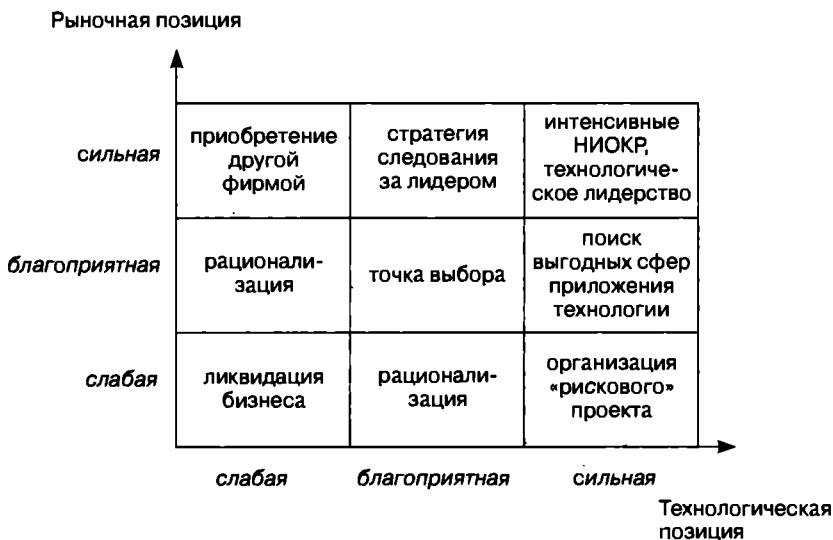 Рыночная позиция
сильная
приобретение
другой
фирмой
стратегия
следования
за лидером
интенсивные
НИОКР,
технологиче-
ское лидерство
благоприятная
рационали-
зация
точка выбора
поиск
выгодных сфер
приложения
технологии
слабая
ликвидация
бизнеса
рационали-
зация
организация
«рискового»
проекта
слабая
благоприятная
сильная
Технологическая
позиция